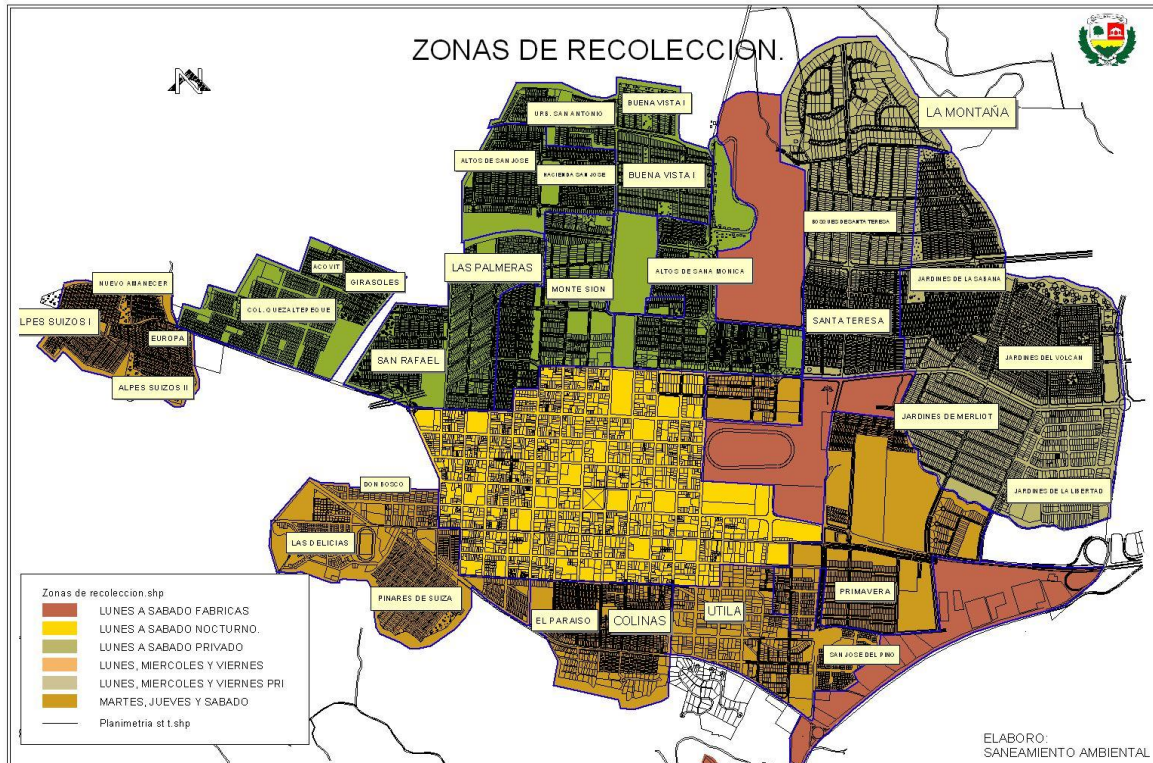 ZONAS DE RECOLECCION.
N
LA MONTAÑA
BUENA VISTA I
URB. SAN ANTONIO
ALTOS DE SAN JOSE
HACIENDA SAN JOSE
BUENA VISTA I
BOSQUES DE SANTA TERESA
ACOVIT
GIRASOLES
LAS PALMERAS
ALTOS DE SANA MONICA
JARDINES DE LA SABANA
NUEVO AMANECER
COL. QUEZALTEPEQUE
MONTE SION
SANTA TERESA
ALPES SUIZOS I
EUROPA
SAN RAFAEL
JARDINES DEL VOLCAN
ALPES SUIZOS II
JARDINES DE MERLIOT
DON BOSCO
JARDINES DE LA LIBERTAD
LAS DELICIAS
PINARES DE SUIZA
EL PARAISO
COLINAS
UTILA
PRIMAVERA
SAN JOSE DEL PINO
Zonas de recoleccion.shp
LUNES A SABADO FABRICAS
LUNES A SABADO NOCTURNO.
LUNES A SABADO PRIVADO
LUNES, MIERCOLES Y VIERNES
LUNES, MIERCOLES Y VIERNES PRI
MARTES, JUEVES Y SABADO
Planimetria st t.shp
ELABORO:
SANEAMIENTO AMBIENTAL